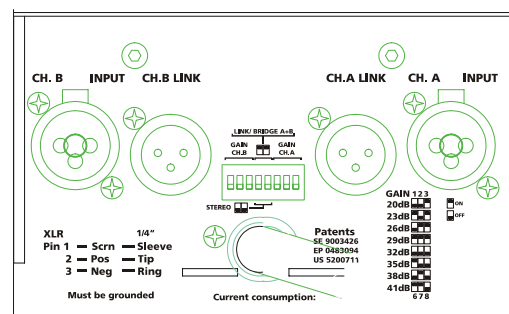 CH. B INPUT CH.B LINK CH.A LINK CH. A INPUT
LINK/ BRIDGE A+B
GAIN CH.B GAIN CH.A
STEREO
GAIN 1 2 3
20dB
23dB
26dB
29dB
32dB
35dB
38dB
41dB
6 7 8
ON
OFF
XLR 1/4"
Pin 1 — Scrn — Sleeve
2 — Pos — Tip
3 — Neg — Ring
Must be grounded
Patents
SE 9003426
EP 0483094
US 5200711
Current consumption: